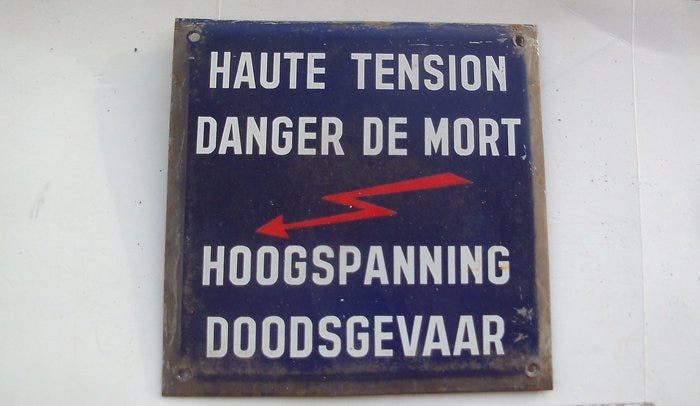 HAUTE TENSION
DANGER DE MORT
HOOGSPANNING
DOODSGEVAAR